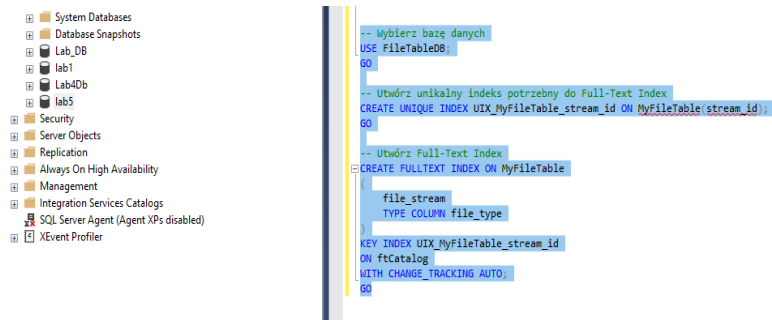 System Databases
Database Snapshots
Lab_DB
lab1
Lab4Db
lab5
Security
Server Objects
Replication
Always On High Availability
Management
Integration Services Catalogs
SQL Server Agent (Agent XPs disabled)
XEvent Profiler
-- Wybierz bazę danych
USE FileTableDB;
GO
-- Utwórz unikalny indeks potrzebny do Full-Text Index
CREATE UNIQUE INDEX UIX_MyFileTable_stream_id ON MyFileTable(stream_id);
GO
-- Utwórz Full-Text Index
CREATE FULLTEXT INDEX ON MyFileTable
(
file_stream
TYPE COLUMN file_type
)
KEY INDEX UIX_MyFileTable_stream_id
ON ftCatalog
WITH CHANGE_TRACKING AUTO;
GO